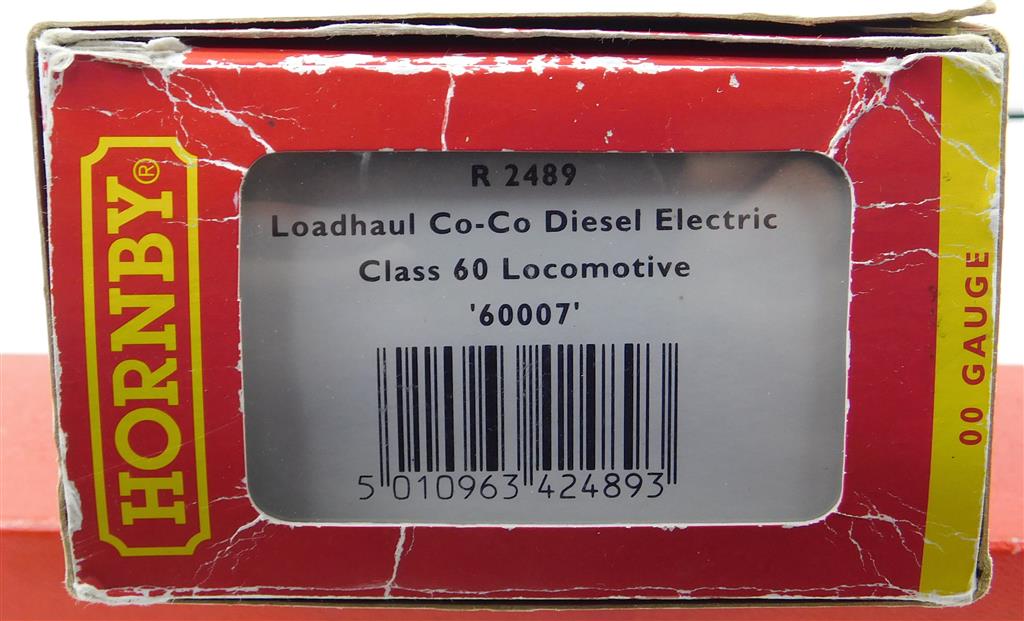 HORNBY®
R 2489
Loadhaul Co-Co Diesel Electric
Class 60 Locomotive
'60007'
5 010963 424893
00 GAUGE